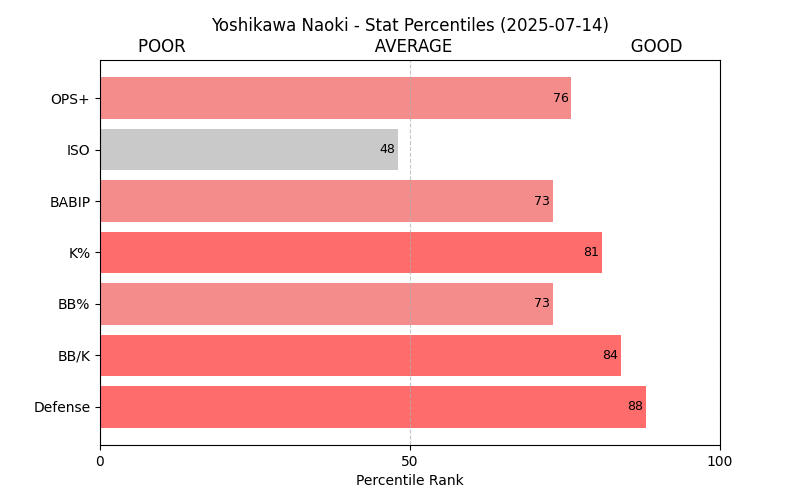 Yoshikawa Naoki - Stat Percentiles (2025-07-14)
POOR AVERAGE GOOD
OPS+ 76
ISO 48
BABIP 73
K% 81
BB% 73
BB/K 84
Defense 88
0 50 100
Percentile Rank